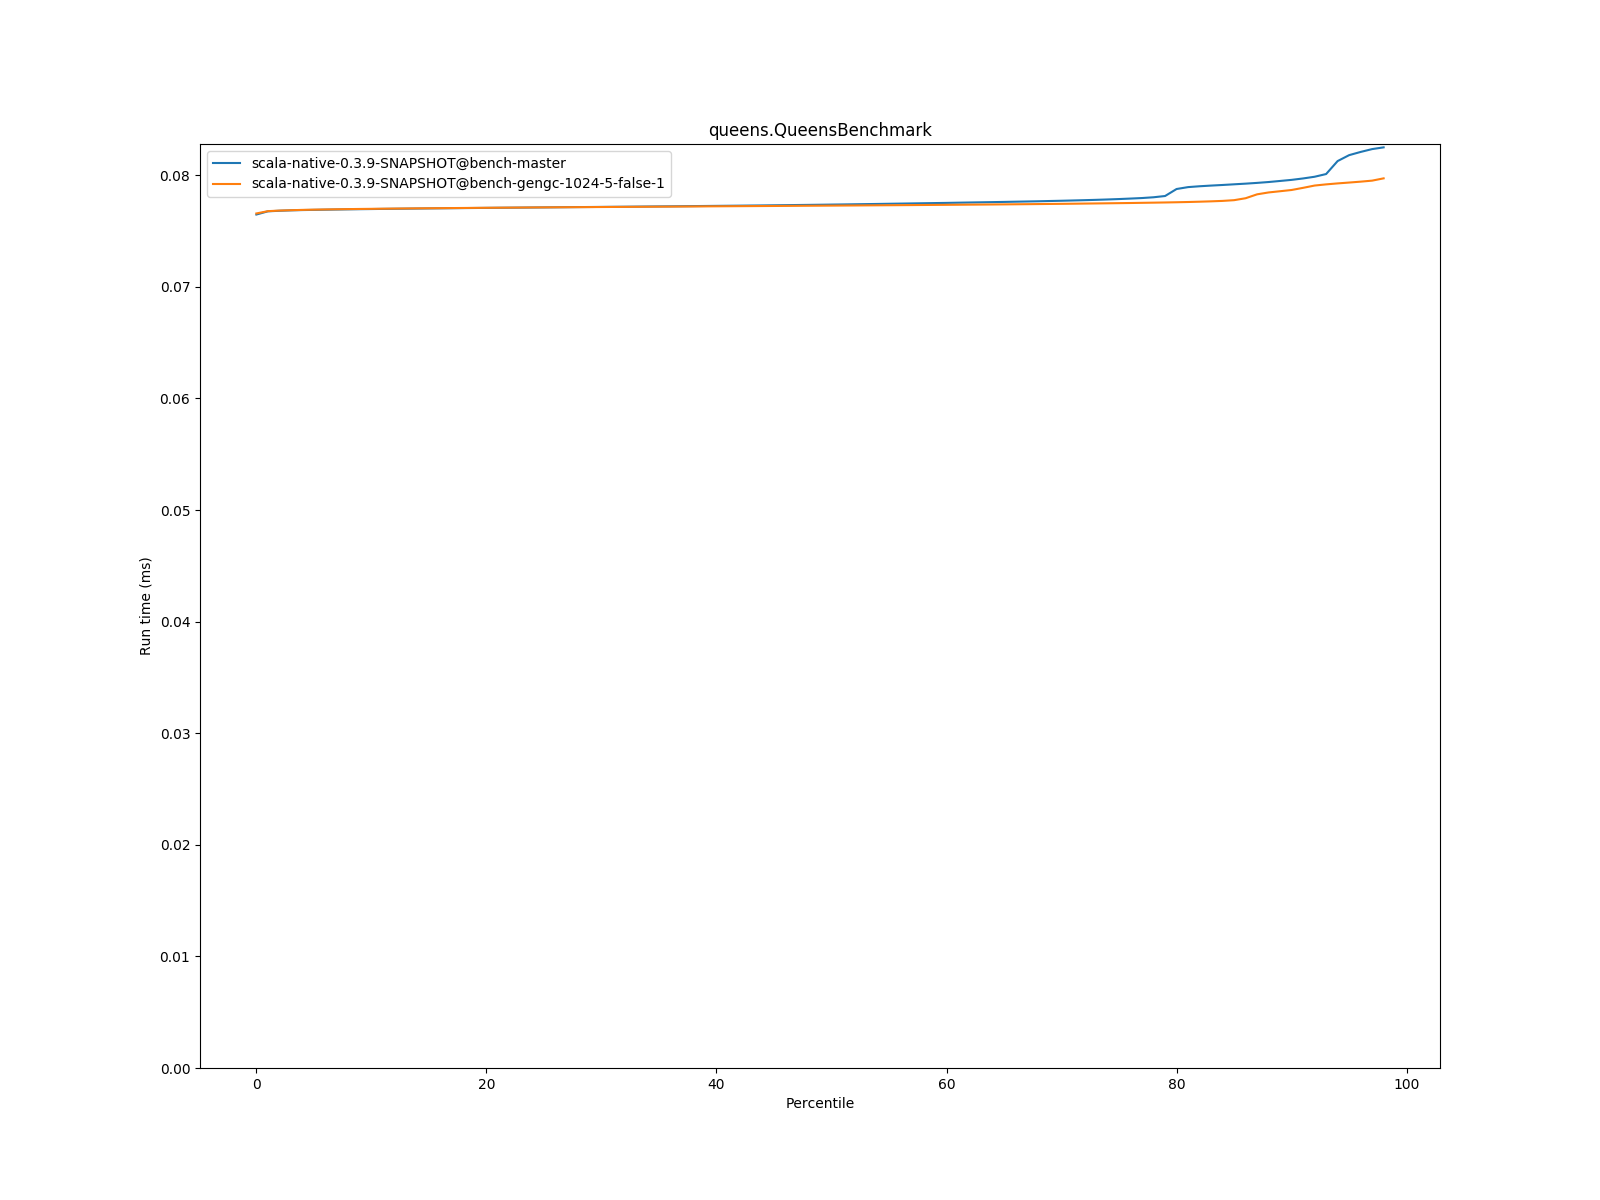 queens.QueensBenchmark
scala-native-0.3.9-SNAPSHOT@bench-master
scala-native-0.3.9-SNAPSHOT@bench-gengc-1024-5-false-1
0.08
0.07
0.06
0.05
0.04
0.03
0.02
0.01
0.00
Run time (ms)
0 20 40 60 80 100
Percentile